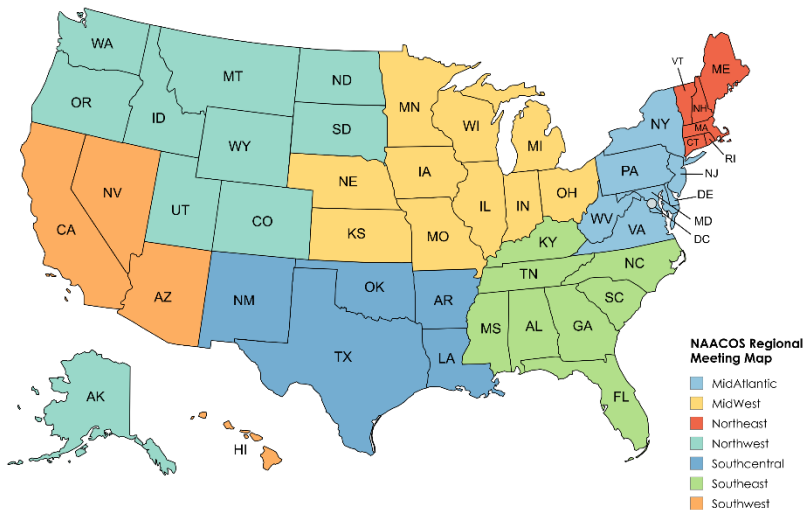 WA
MT
ND
MN
VT
ME
OR
ID
SD
WI
MI
NY
NH
MA
CT
RI
WY
NE
IA
PA
NJ
NV
UT
CO
IL
IN
OH
WV
DE
CA
KS
MO
KY
VA
MD
DC
AZ
NM
OK
AR
TN
NC
SC
MS
AL
GA
TX
LA
FL
AK
HI
NAACOS Regional
Meeting Map
MidAtlantic
MidWest
Northeast
Northwest
Southcentral
Southeast
Southwest